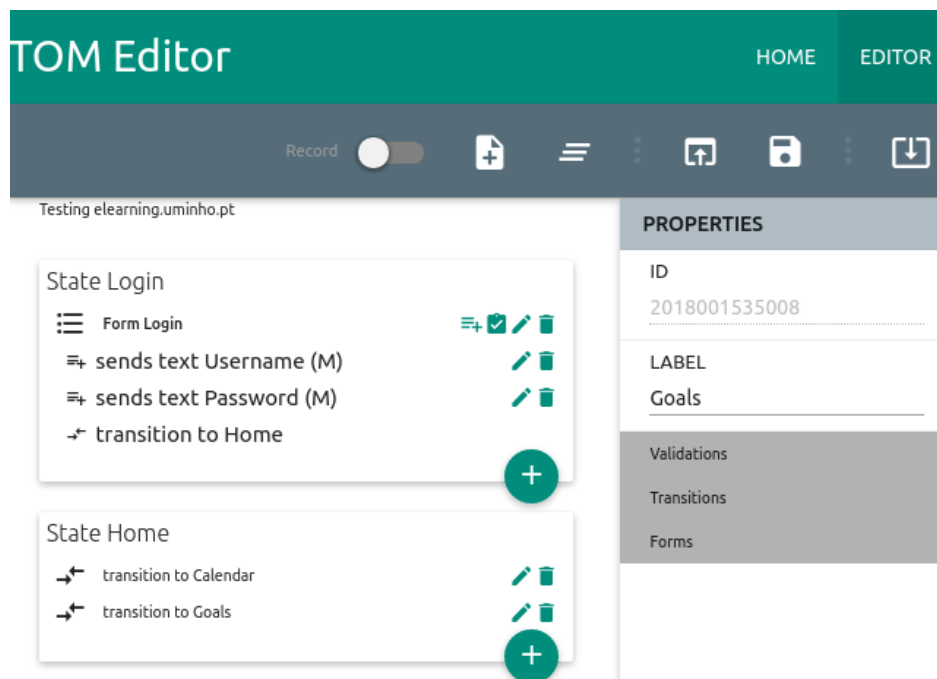 TOM Editor
HOME
EDITOR
Record
Testing elearning.uminho.pt
State Login
Form Login
sends text Username (M)
sends text Password (M)
transition to Home
State Home
transition to Calendar
transition to Goals
PROPERTIES
ID
2018001535008
LABEL
Goals
Validations
Transitions
Forms